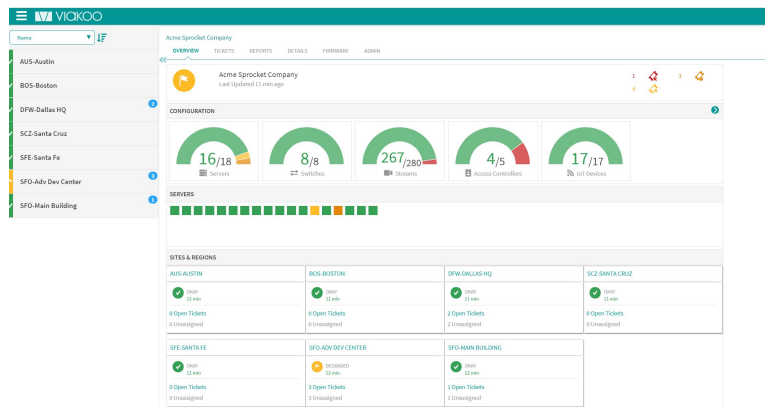 VIAKOO
Name
Acme Sprocket Company
OVERVIEW TICKETS REPORTS DETAILS FIRMWARE ADMIN
AUS-Austin
BOS-Boston
DFW-Dallas HQ
SCZ-Santa Cruz
SFE-Santa Fe
SFO-Adv Dev Center
SFO-Main Building
Acme Sprocket Company
Last Updated 11 min ago
1 1
4
CONFIGURATION
16/18 8/8 267/280 4/5 17/17
Servers Switches Streams Access Controllers IoT Devices
SERVERS
SITES & REGIONS
AUS-AUSTIN BOS-BOSTON DFW-DALLAS HQ SCZ-SANTA CRUZ
OKAY OKAY OKAY OKAY
11 min 11 min 11 min 11 min
0 Open Tickets 0 Open Tickets 2 Open Tickets 0 Open Tickets
0 Unassigned 0 Unassigned 2 Unassigned 0 Unassigned
SFE-SANTA FE SFO-ADV DEV CENTER SFO-MAIN BUILDING
OKAY DEGRADED OKAY
11 min 12 min 12 min
0 Open Tickets 3 Open Tickets 1 Open Tickets
0 Unassigned 3 Unassigned 1 Unassigned